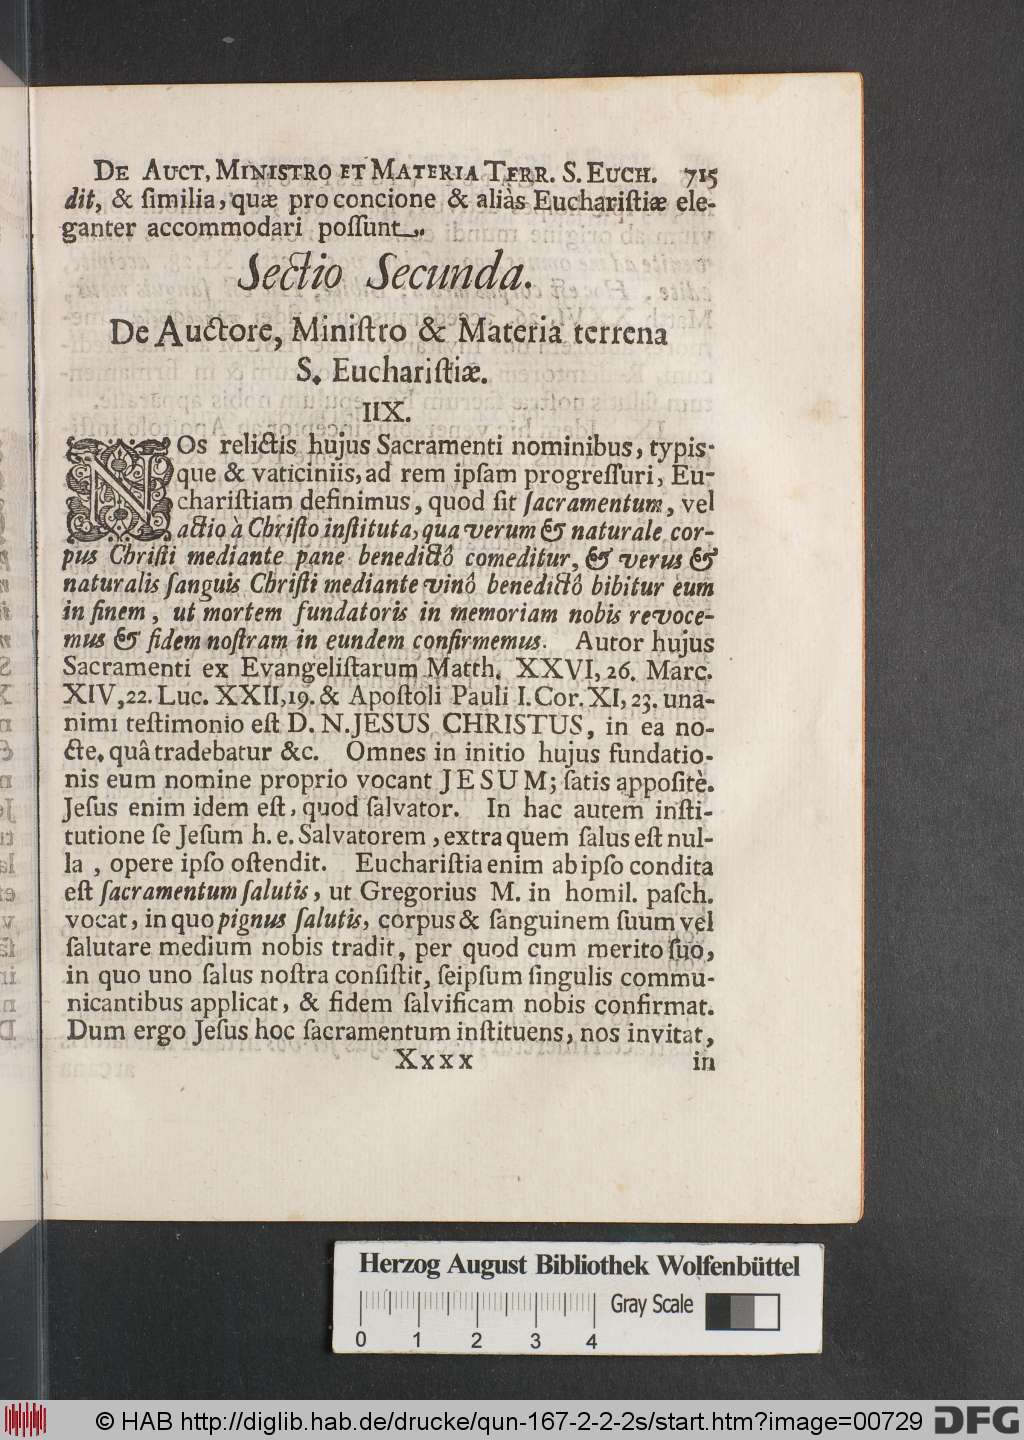 De Auct, Ministro et Materia Terr. S. Euch. 715
dit, & ſimilia, quæ pro concione & aliàs Euchariſtiæ ele-
ganter accommodari poſſunt.
Sectio Secunda.
De Auctore, Miniſtro & Materia terrena
S. Euchariſtiæ.
IIX.
NOs relictis hujus Sacramenti nominibus, typis-
que & vaticiniis, ad rem ipſam progreſſuri, Eu-
chariſtiam definimus, quod ſit ſacramentum, vel
actio à Chriſto inſtituta, qua verum & naturale cor-
pus Chriſti mediante pane benedictô comeditur, & verus &
naturalis ſanguis Chriſti mediante vinô benedictô bibitur eum
in finem, ut mortem fundatoris in memoriam nobis revoce-
mus & fidem noſtram in eundem confirmemus. Autor hujus
Sacramenti ex Evangeliſtarum Matth. XXVI, 26. Marc.
XIV, 22. Luc. XXII, 19. & Apoſtoli Pauli I. Cor. XI, 23. una-
nimi teſtimonio eſt D. N. JESUS CHRISTUS, in ea no-
cte. quâ tradebatur &c. Omnes in initio hujus fundatio-
nis eum nomine proprio vocant JESUM; ſatis appoſitè.
Jeſus enim idem eſt, quod ſalvator. In hac autem inſti-
tutione ſe Jeſum h. e. Salvatorem, extra quem ſalus eſt nul-
la, opere ipſo oſtendit. Euchariſtia enim ab ipſo condita
eſt ſacramentum ſalutis, ut Gregorius M. in homil. paſch.
vocat, in quo pignus ſalutis, corpus & ſanguinem ſuum vel
ſalutare medium nobis tradit, per quod cum merito ſuo,
in quo uno ſalus noſtra conſiſtit, ſeipſum ſingulis commu-
nicantibus applicat, & fidem ſalvificam nobis confirmat.
Dum ergo Jeſus hoc ſacramentum inſtituens, nos invitat,
Xxxx in
Herzog August Bibliothek Wolfenbüttel
Gray Scale
0 1 2 3 4
© HAB http://diglib.hab.de/drucke/qun-167-2-2-2s/start.htm?image=00729 DFG